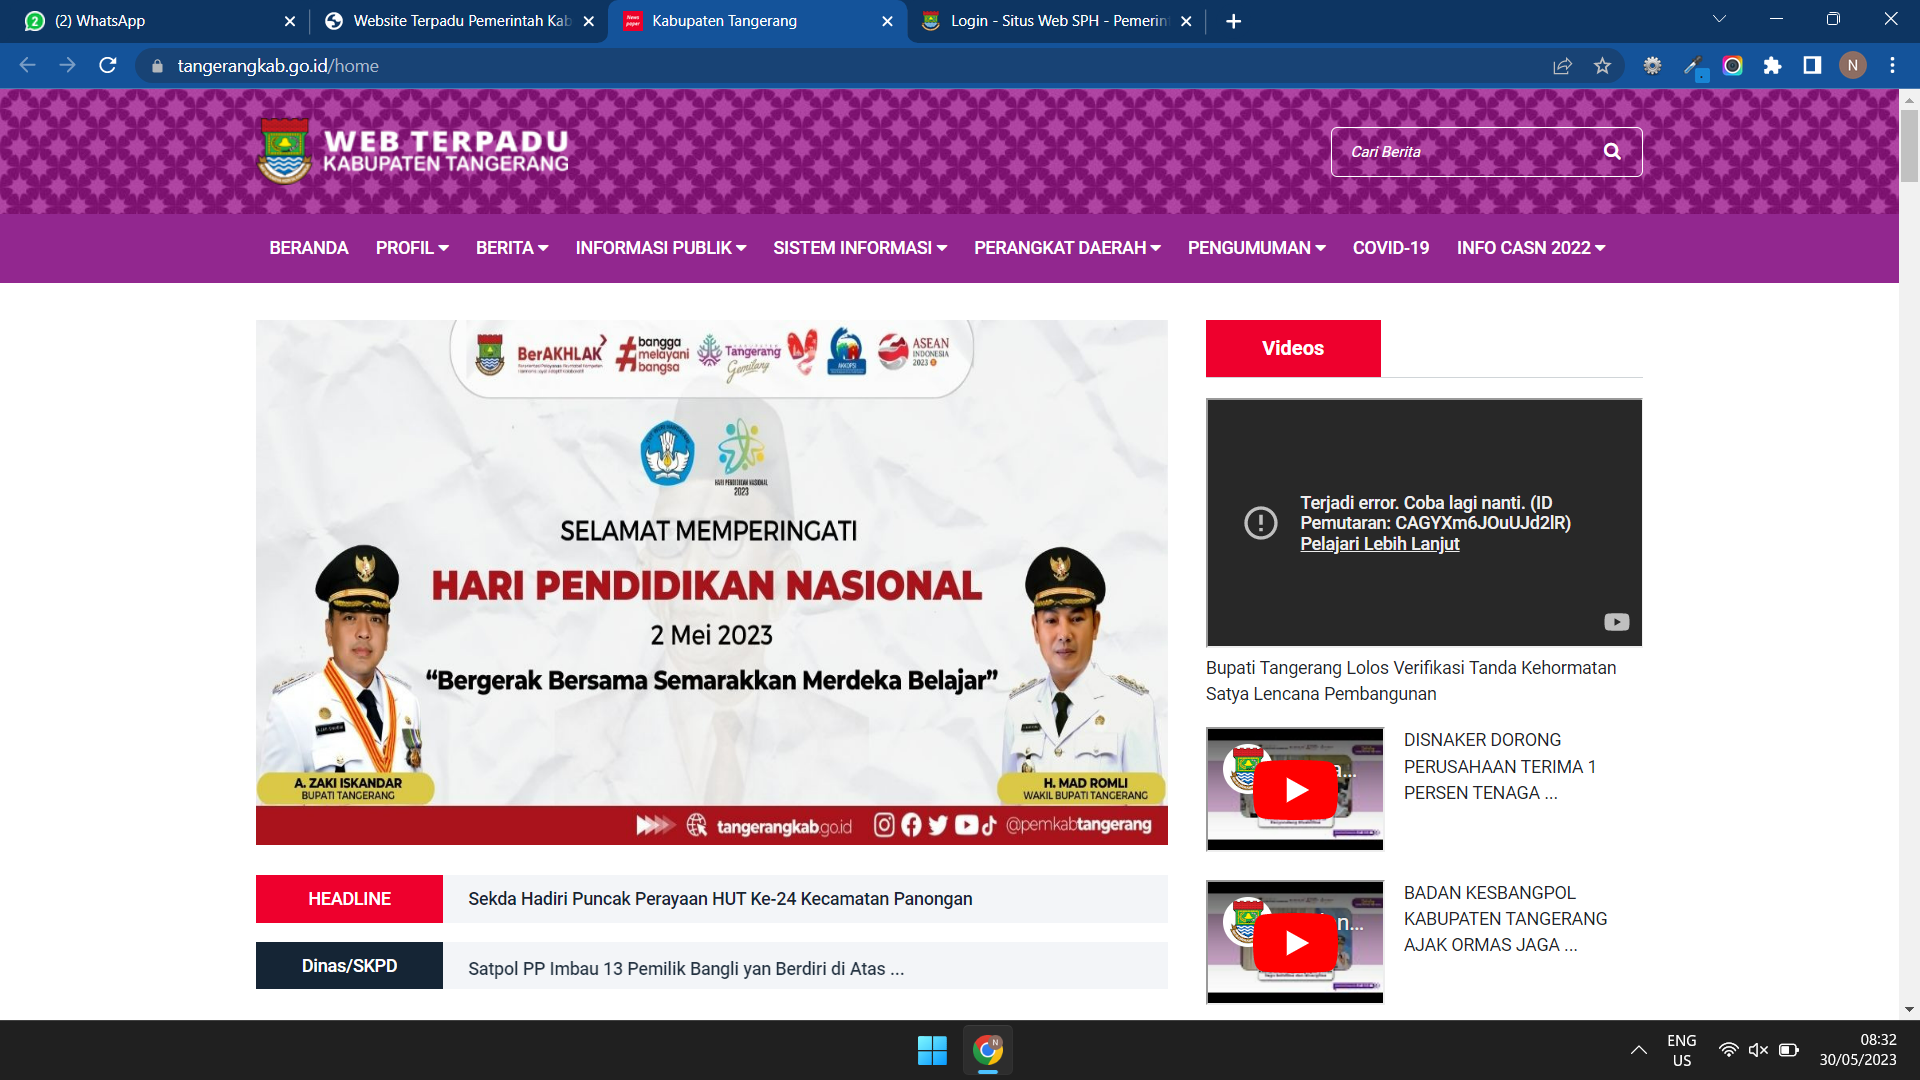 (2) WhatsApp
Website Terpadu Pemerintah Kab
Kabupaten Tangerang
Login - Situs Web SPH - Pemerint
tangerangkab.go.id/home
N
WEB TERPADU
KABUPATEN TANGERANG
Cari Berita
BERANDA PROFIL BERITA INFORMASI PUBLIK SISTEM INFORMASI PERANGKAT DAERAH PENGUMUMAN COVID-19 INFO CASN 2022
BerAKHLAK
#bangga
melayani
bangsa
Tangerang
Gemilang
AKKOPSI
ASEAN
INDONESIA
2023
HARI PENDIDIKAN NASIONAL
2023
SELAMAT MEMPERINGATI
HARI PENDIDIKAN NASIONAL
2 Mei 2023
“Bergerak Bersama Semarakkan Merdeka Belajar”
A. ZAKI ISKANDAR
BUPATI TANGERANG
H. MAD ROMLI
WAKIL BUPATI TANGERANG
tangerangkab.go.id @pemkabtangerang
HEADLINE
Sekda Hadiri Puncak Perayaan HUT Ke-24 Kecamatan Panongan
Dinas/SKPD
Satpol PP Imbau 13 Pemilik Bangli yan Berdiri di Atas ...
Videos
Terjadi error. Coba lagi nanti. (ID
Pemutaran: CAGYXm6JOuUJd2lR)
Pelajari Lebih Lanjut
Bupati Tangerang Lolos Verifikasi Tanda Kehormatan
Satya Lencana Pembangunan
DISNAKER DORONG
PERUSAHAAN TERIMA 1
PERSEN TENAGA ...
BADAN KESBANGPOL
KABUPATEN TANGERANG
AJAK ORMAS JAGA ...
ENG
US
08:32
30/05/2023